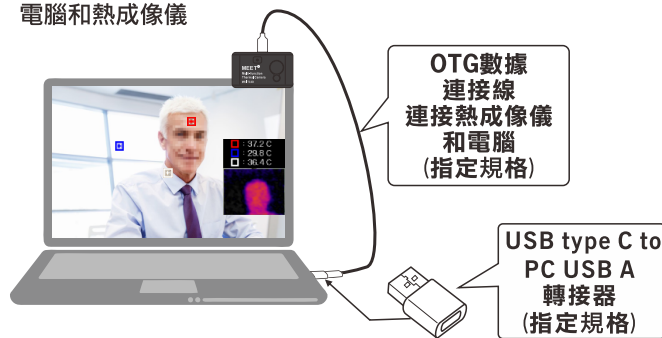 電腦和熱成像儀
MEET
OTG數據
連接線
連接熱成像儀
和電腦
(指定規格)
: 37.2 C
: 29.8 C
: 36.4 C
USB type C to
PC USB A
轉接器
(指定規格)